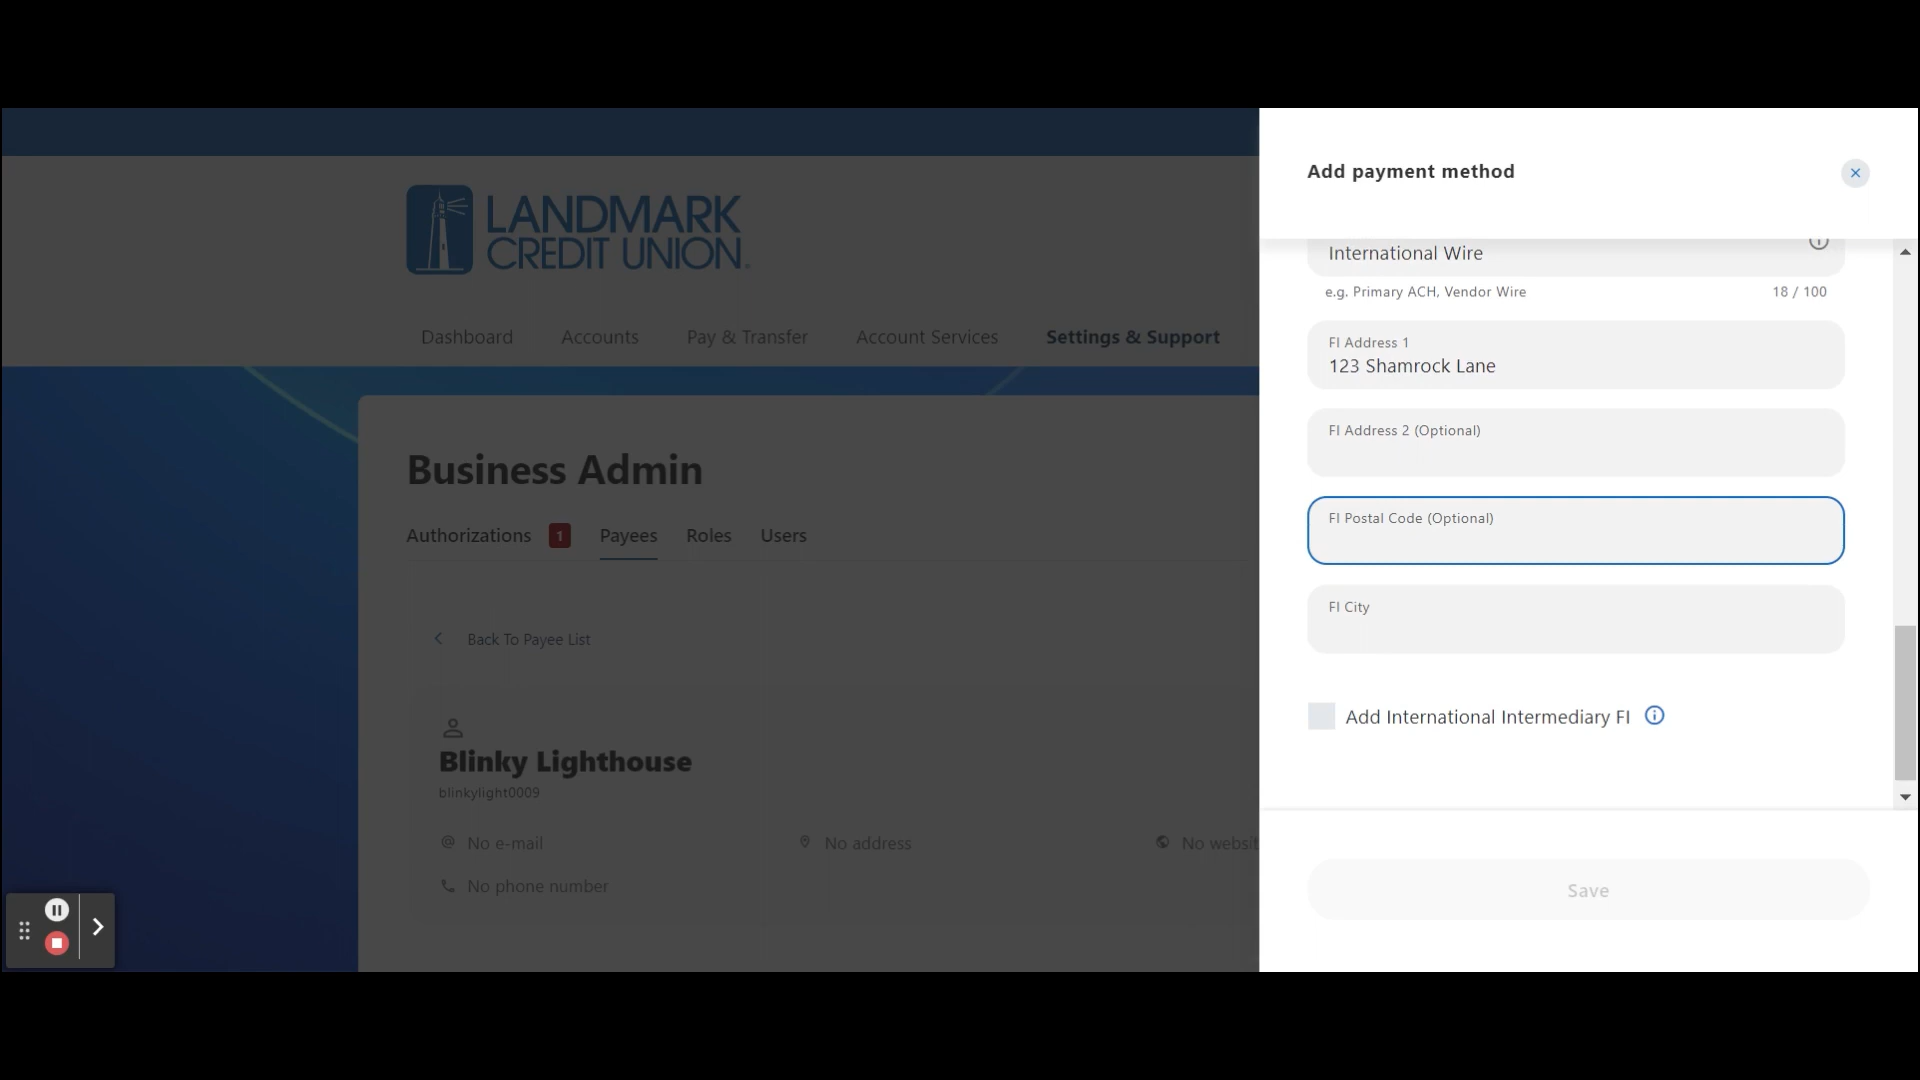 LANDMARK
CREDIT UNION
Dashboard
Accounts
Pay & Transfer
Account Services
Settings & Support
Business Admin
Authorizations 1
Payees
Roles
Users
Back To Payee List
Blinky Lighthouse
blinkylight0009
No e-mail
No address
No websit
No phone number
Add payment method
International Wire
e.g. Primary ACH, Vendor Wire
18 / 100
FI Address 1
123 Shamrock Lane
FI Address 2 (Optional)
FI Postal Code (Optional)
FI City
Add International Intermediary FI
Save